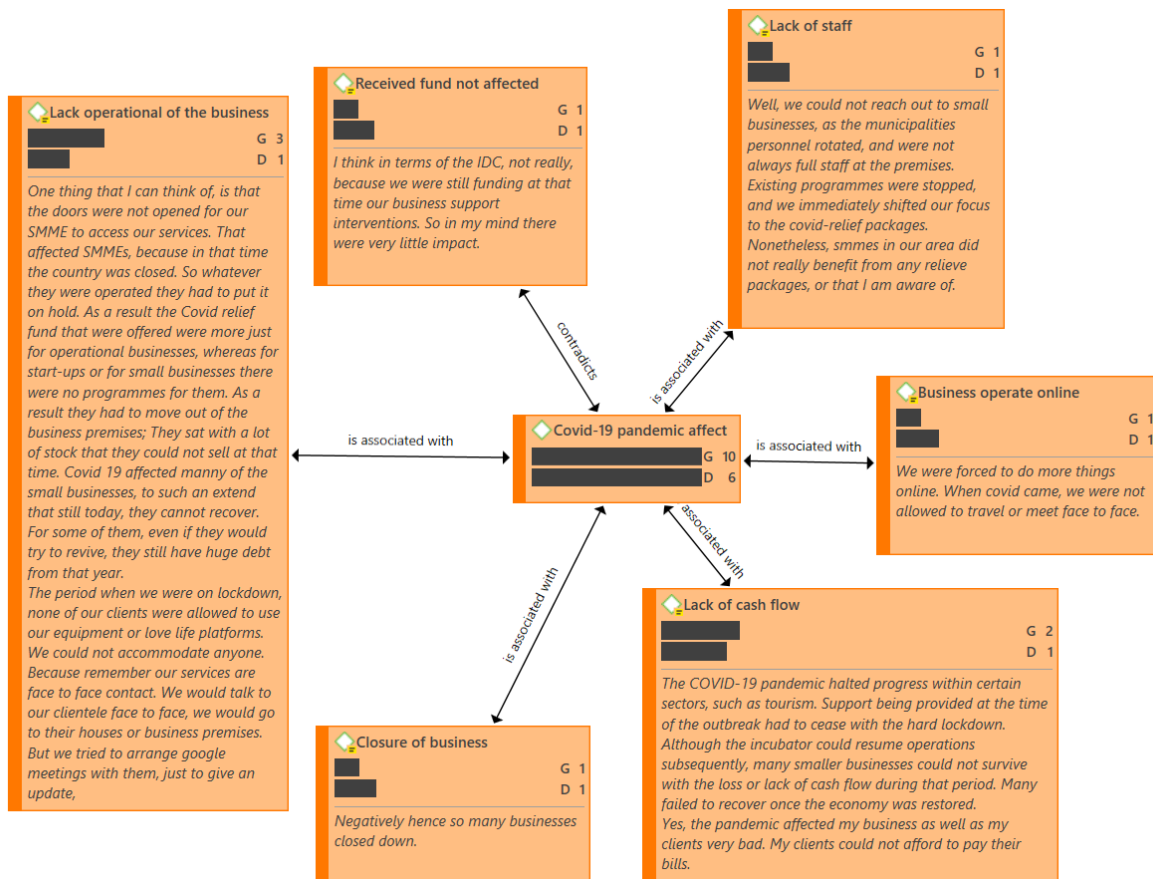 Lack operational of the business
G 3
D 1
One thing that I can think of, is that
the doors were not opened for our
SMME to access our services. That
affected SMMEs, because in that time
the country was closed. So whatever
they were operated they had to put it
on hold. As a result the Covid relief
fund that were offered were more just
for operational businesses, whereas for
start-ups or for small businesses there
were no programmes for them. As a
result they had to move out of the
business premises; They sat with a lot
of stock that they could not sell at that
time. Covid 19 affected manny of the
small businesses, to such an extend
that still today, they cannot recover.
For some of them, even if they would
try to revive, they still have huge debt
from that year.
The period when we were on lockdown,
none of our clients were allowed to use
our equipment or love life platforms.
We could not accommodate anyone.
Because remember our services are
face to face contact. We would talk to
our clientele face to face, we would go
to their houses or business premises.
But we tried to arrange google
meetings with them, just to give an
update,
Received fund not affected
G 1
D 1
I think in terms of the IDC, not really,
because we were still funding at that
time our business support
interventions. So in my mind there
were very little impact.
Lack of staff
G 1
D 1
Well, we could not reach out to small
businesses, as the municipalities
personnel rotated, and were not
always full staff at the premises.
Existing programmes were stopped,
and we immediately shifted our focus
to the covid-relief packages.
Nonetheless, smmes in our area did
not really benefit from any relieve
packages, or that I am aware of.
contradicts
is associated with
is associated with
Covid-19 pandemic affect
G 10
D 6
is associated with
Business operate online
G 1
D 1
We were forced to do more things
online. When covid came, we were not
allowed to travel or meet face to face.
is associated with
associated with
Closure of business
G 1
D 1
Negatively hence so many businesses
closed down.
Lack of cash flow
G 2
D 1
The COVID-19 pandemic halted progress within certain
sectors, such as tourism. Support being provided at the time
of the outbreak had to cease with the hard lockdown.
Although the incubator could resume operations
subsequently, many smaller businesses could not survive
with the loss or lack of cash flow during that period. Many
failed to recover once the economy was restored.
Yes, the pandemic affected my business as well as my
clients very bad. My clients could not afford to pay their
bills.